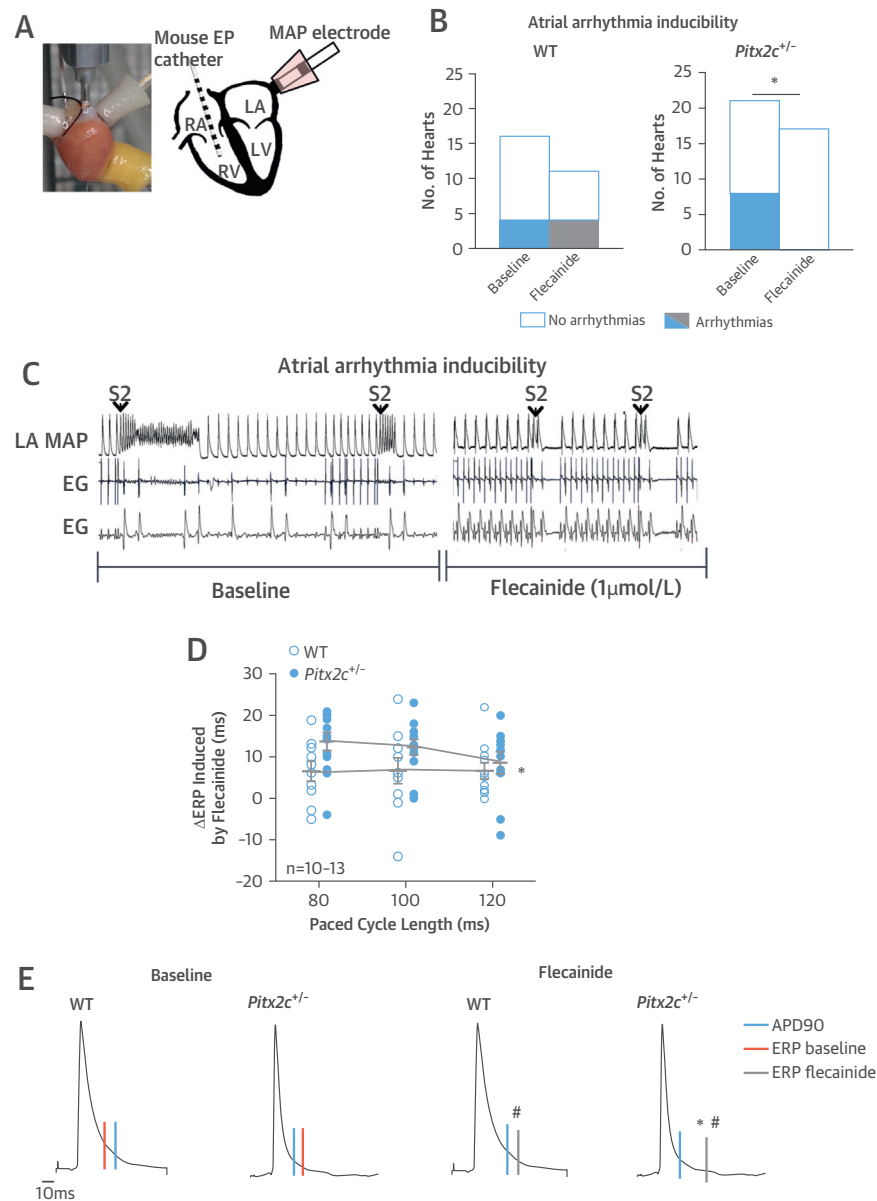 A
Mouse EP
catheter
MAP electrode
RA
LA
LV
RV
B
Atrial arrhythmia inducibility
WT
Pitx2c+/-
No. of Hearts
25
20
15
10
5
0
Baseline
Flecainide
No. of Hearts
25
20
15
10
5
0
*
Baseline
Flecainide
No arrhythmias
Arrhythmias
C
Atrial arrhythmia inducibility
S2
S2
S2
S2
LA MAP
EG
EG
Baseline
Flecainide (1μmol/L)
D
WT
Pitx2c+/-
ΔERP Induced
by Flecainide (ms)
30
20
10
0
-10
-20
*
n=10-13
80
100
120
Paced Cycle Length (ms)
E
Baseline
Flecainide
WT
Pitx2c+/-
WT
Pitx2c+/-
#
* #
APD90
ERP baseline
ERP flecainide
10ms